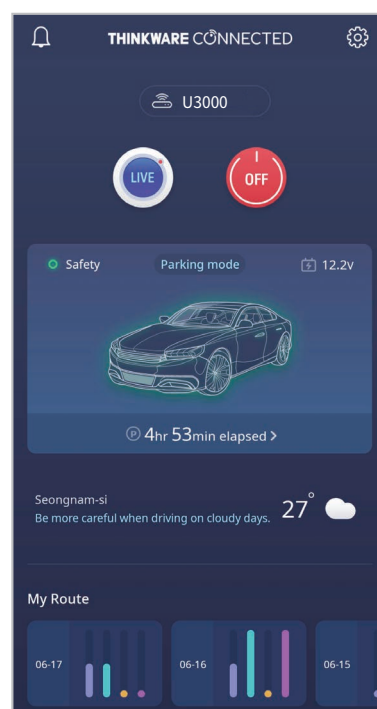 THINKWARE CONNECTED
U3000
LIVE
OFF
Safety
Parking mode
12.2v
P 4hr 53min elapsed >
Seongnam-si
Be more careful when driving on cloudy days.
27°
My Route
06-17
06-16
06-15